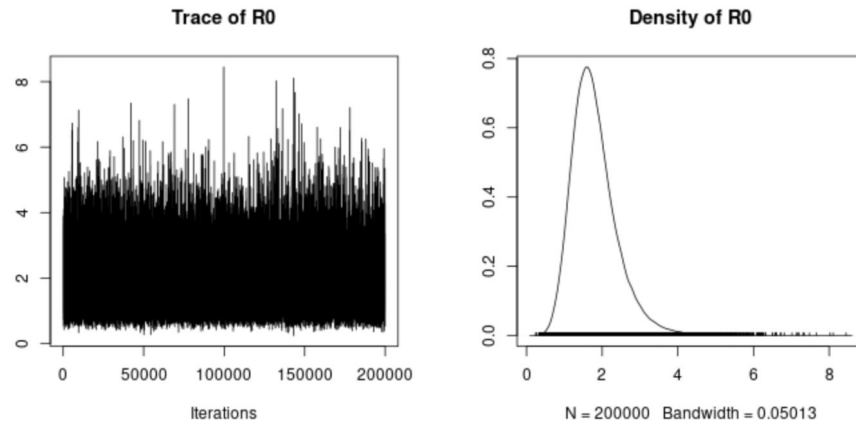 Trace of R0
8
6
4
2
0
0 50000 100000 150000 200000
Iterations
Density of R0
0.8
0.6
0.4
0.2
0.0
0 2 4 6 8
N = 200000 Bandwidth = 0.05013